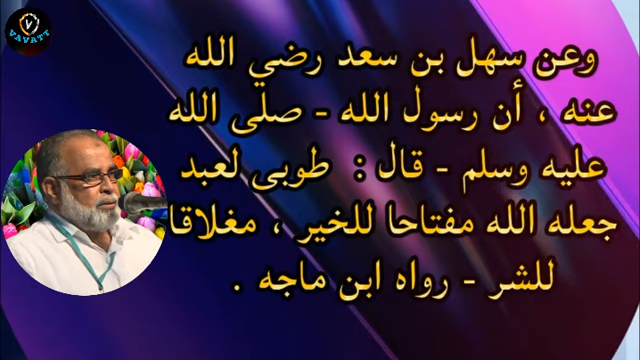 VAVATT
وعن سهل بن سعد رضي الله
عنه ، أن رسول الله - صلى الله
عليه وسلم - قال : طوبى لعبد
جعله الله مفتاحا للخير ، مغلاقا
للشر - رواه ابن ماجه .